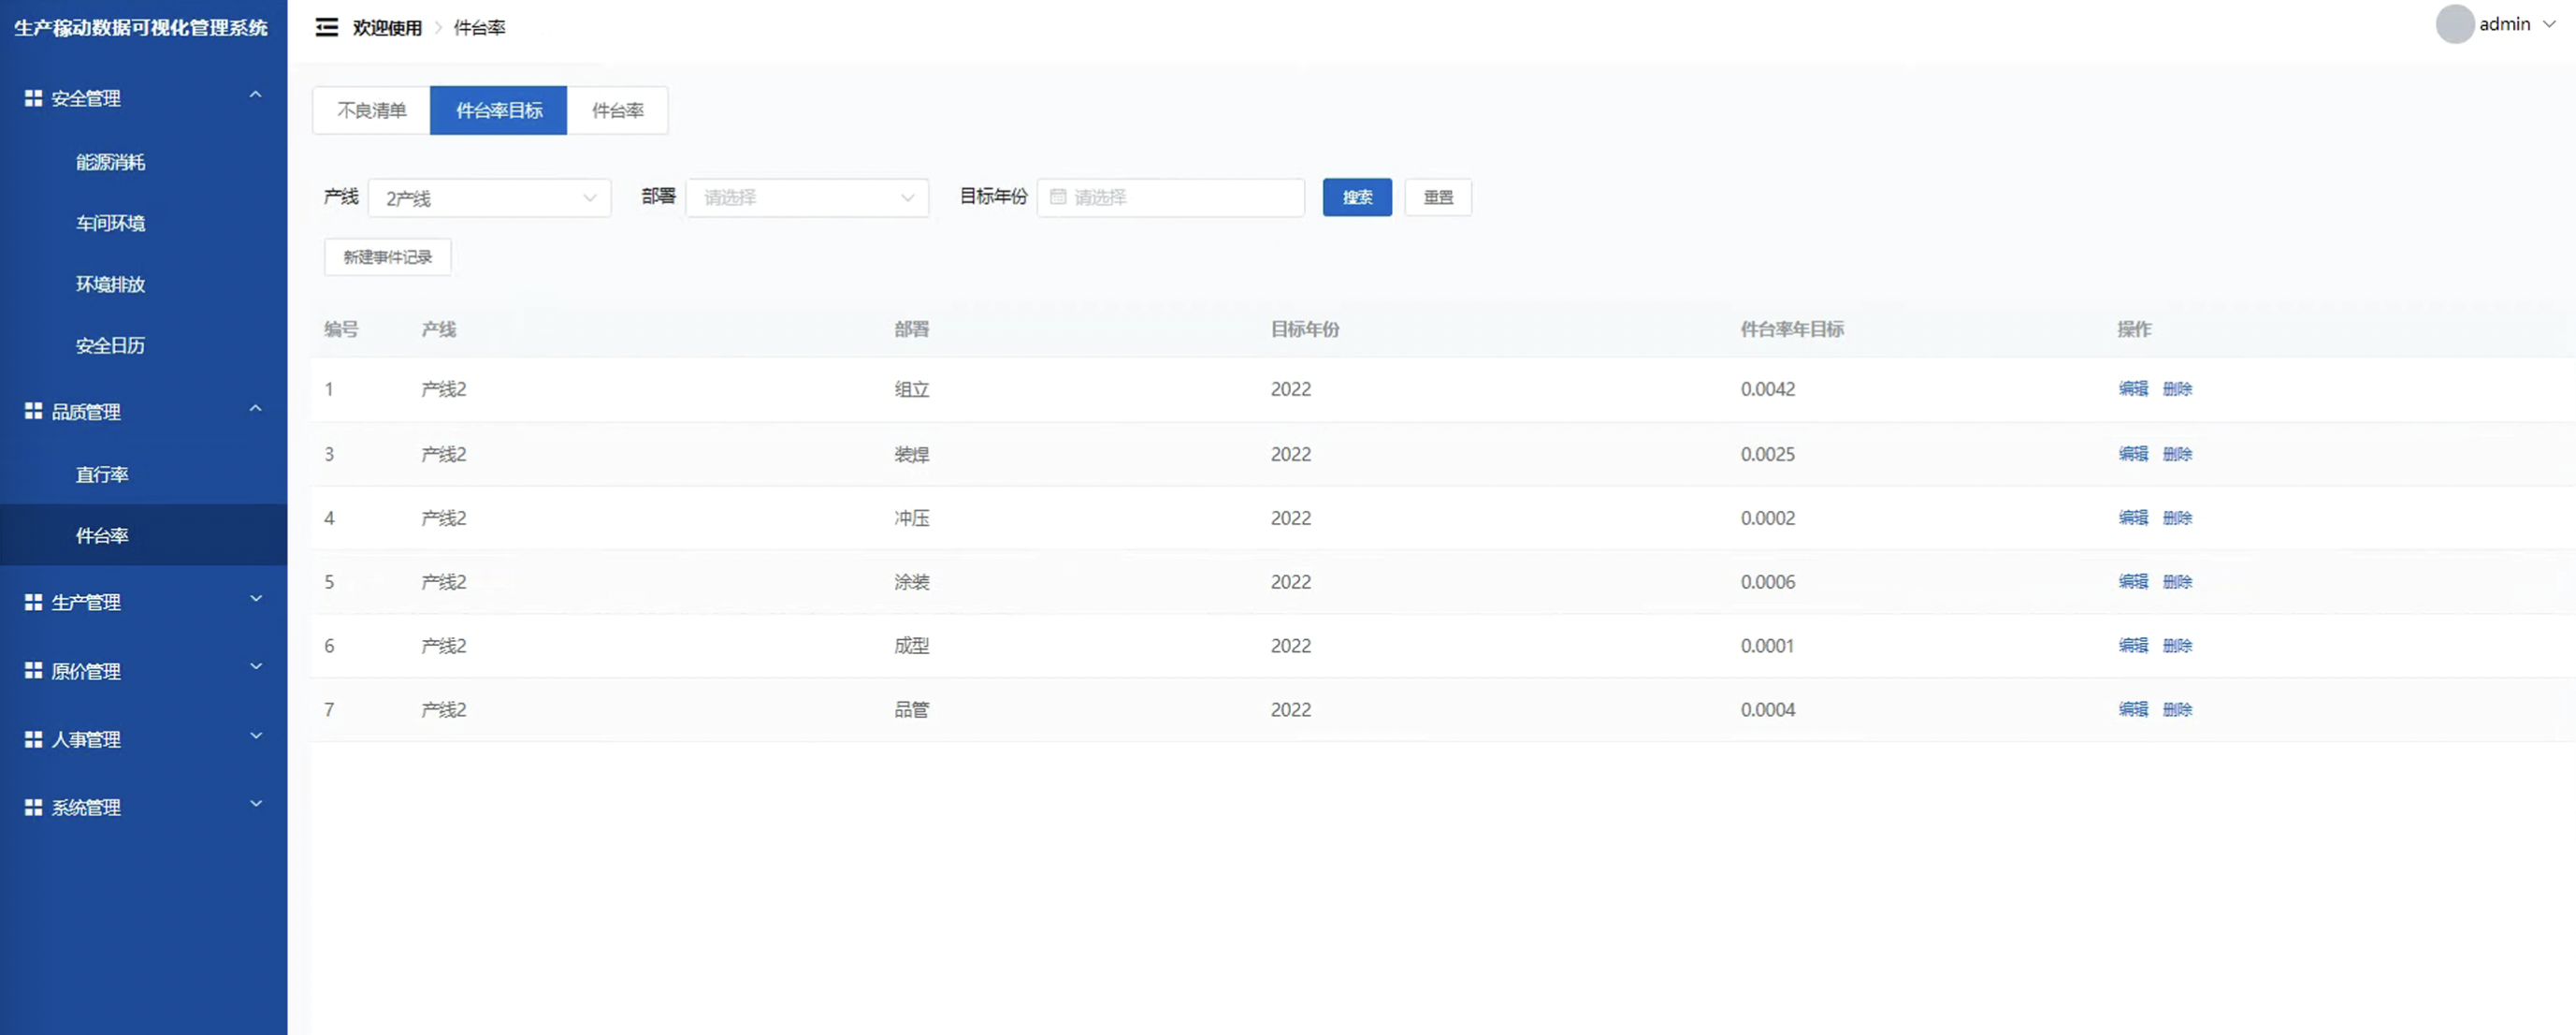 生产稼动数据可视化管理系统
安全管理
能源消耗
车间环境
环境排放
安全日历
品质管理
直行率
件台率
生产管理
原价管理
人事管理
系统管理
欢迎使用 > 件台率
admin
不良清单 件台率目标 件台率
产线 2产线 部署 请选择 目标年份 请选择 搜索 重置
新建事件记录
编号 产线 部署 目标年份 件台率年目标 操作
1 产线2 组立 2022 0.0042 编辑 删除
3 产线2 装焊 2022 0.0025 编辑 删除
4 产线2 冲压 2022 0.0002 编辑 删除
5 产线2 涂装 2022 0.0006 编辑 删除
6 产线2 成型 2022 0.0001 编辑 删除
7 产线2 品管 2022 0.0004 编辑 删除